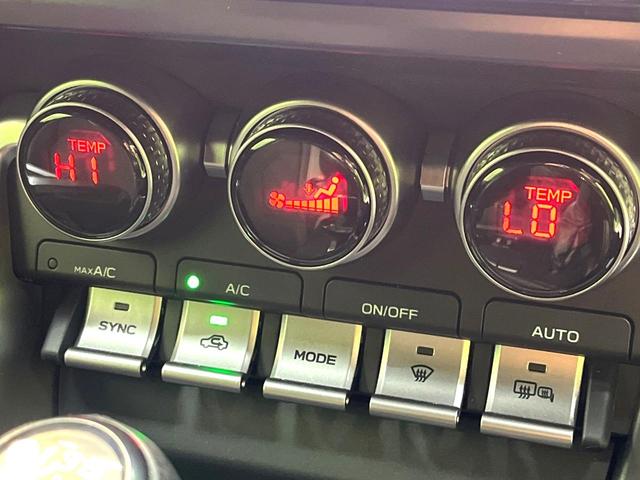 TEMP
HI
TEMP
LO
MAX A/C
A/C
ON/OFF
AUTO
SYNC
MODE